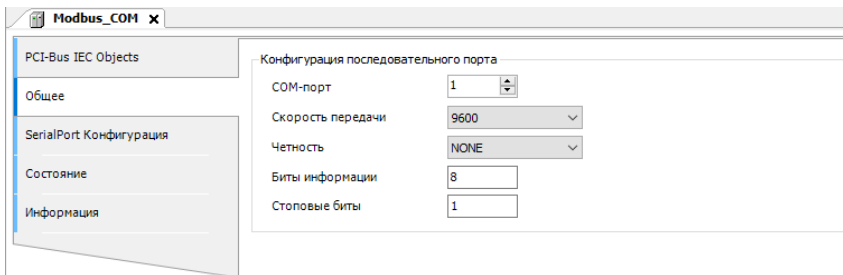 Modbus_COM x
PCI-Bus IEC Objects
Общее
SerialPort Конфигурация
Состояние
Информация
Конфигурация последовательного порта
COM-порт 1
Скорость передачи 9600
Четность NONE
Биты информации 8
Стоповые биты 1